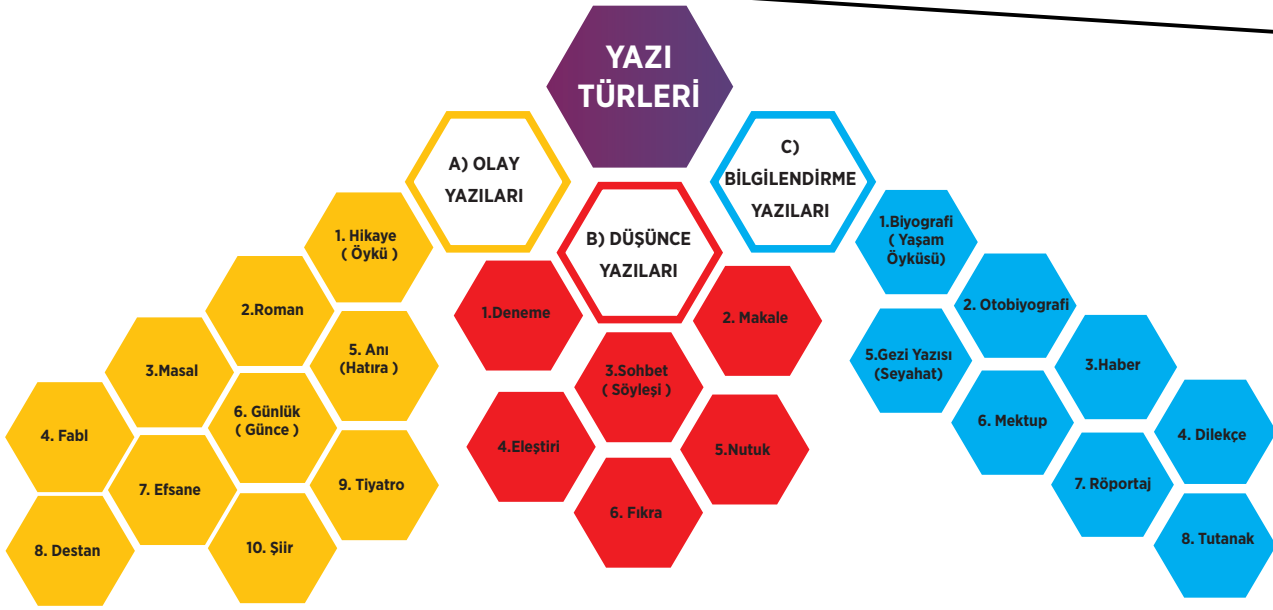 YAZI
TÜRLERİ
A) OLAY
YAZILARI
1. Hikaye
( Öykü )
2.Roman
3.Masal
4. Fabl
5. Anı
(Hatıra )
6. Günlük
( Günce )
7. Efsane
8. Destan
9. Tiyatro
10. Şiir
B) DÜŞÜNCE
YAZILARI
1.Deneme
2. Makale
3.Sohbet
( Söyleşi )
4.Eleştiri
5.Nutuk
6. Fıkra
C)
BİLGİLENDİRME
YAZILARI
1.Biyografi
( Yaşam
Öyküsü)
2. Otobiyografi
3.Haber
4. Dilekçe
5.Gezi Yazısı
(Seyahat)
6. Mektup
7. Röportaj
8. Tutanak